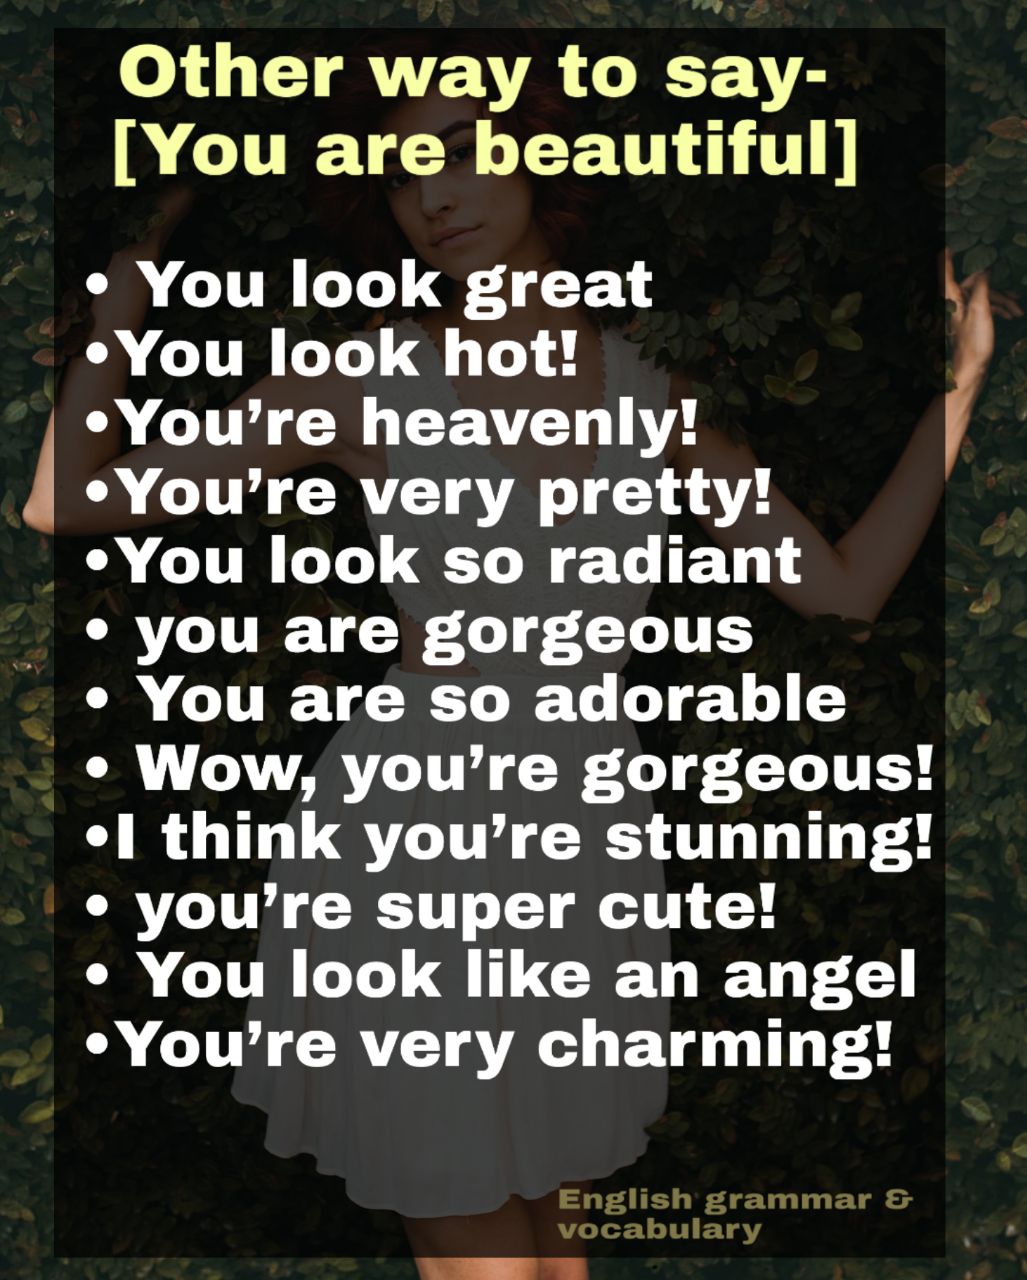 Other way to say-
[You are beautiful]
• You look great
•You look hot!
•You’re heavenly!
•You’re very pretty!
•You look so radiant
• you are gorgeous
• You are so adorable
• Wow, you’re gorgeous!
•I think you’re stunning!
• you’re super cute!
• You look like an angel
•You’re very charming!
English grammar &
vocabulary